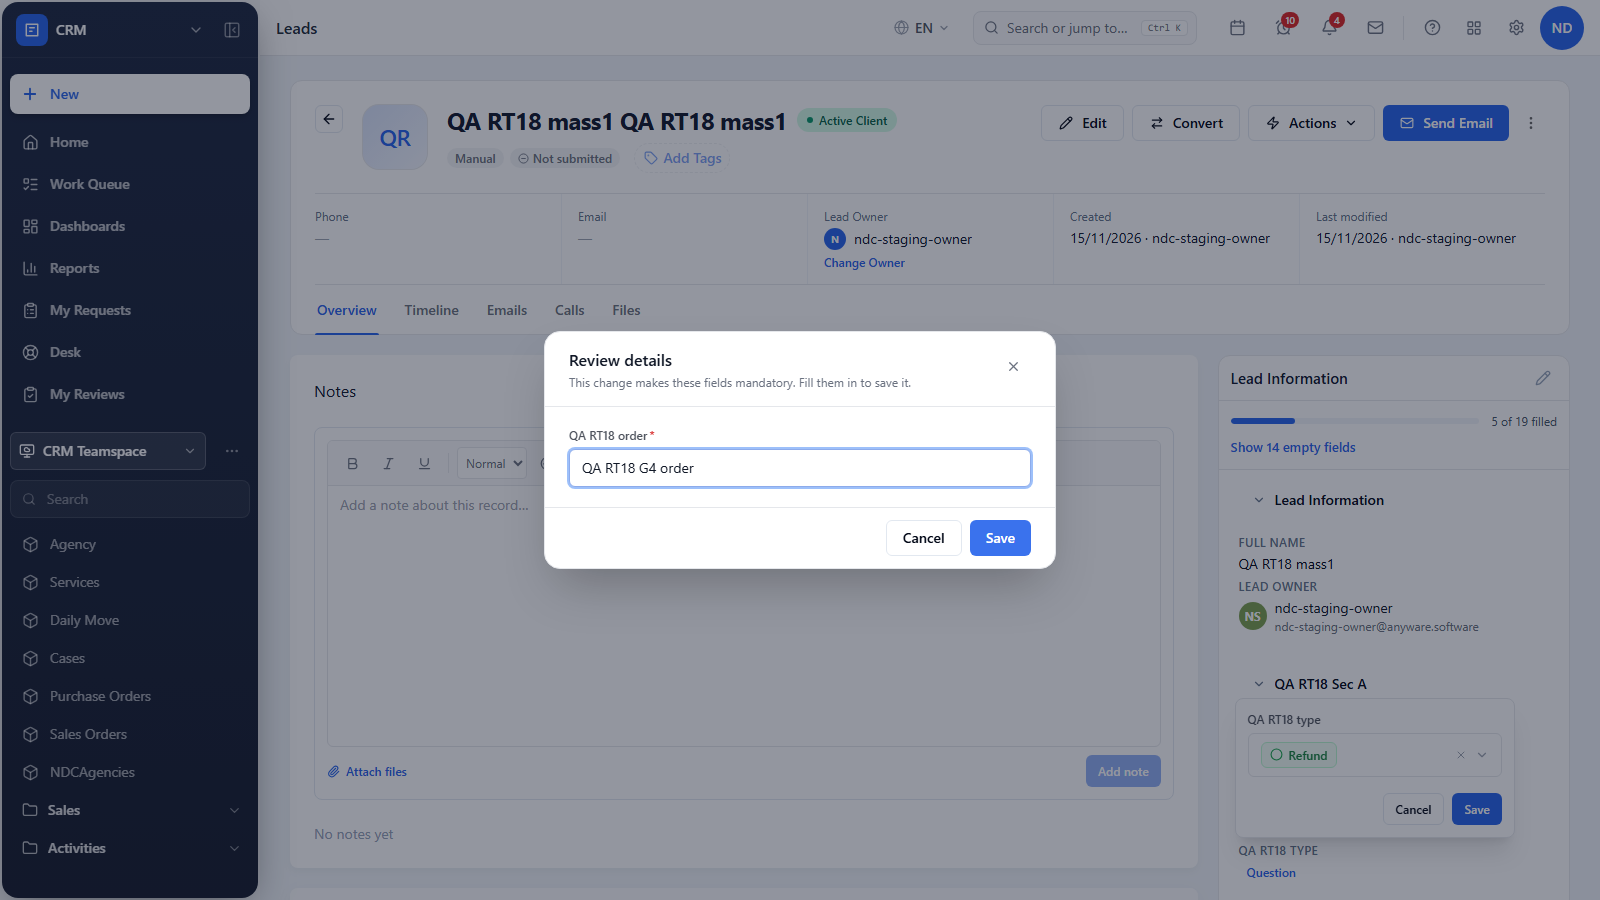 CRM
New
Home
Work Queue
Dashboards
Reports
My Requests
Desk
My Reviews
CRM Teamspace
Search
Agency
Services
Daily Move
Cases
Purchase Orders
Sales Orders
NDCAgencies
Sales
Activities
Leads
EN
Search or jump to...
Ctrl K
10
4
ND
QR
QA RT18 mass1 QA RT18 mass1
Active Client
Manual
Not submitted
Add Tags
Edit
Convert
Actions
Send Email
Phone
—
Email
—
Lead Owner
N ndc-staging-owner
Change Owner
Created
15/11/2026 · ndc-staging-owner
Last modified
15/11/2026 · ndc-staging-owner
Overview
Timeline
Emails
Calls
Files
Notes
B I U Normal
Add a note about this record...
Attach files
Add note
No notes yet
Review details
This change makes these fields mandatory. Fill them in to save it.
QA RT18 order*
QA RT18 G4 order
Cancel
Save
Lead Information
5 of 19 filled
Show 14 empty fields
Lead Information
FULL NAME
QA RT18 mass1
LEAD OWNER
NS
ndc-staging-owner
ndc-staging-owner@anyware.software
QA RT18 Sec A
QA RT18 type
Refund
Cancel
Save
QA RT18 TYPE
Question